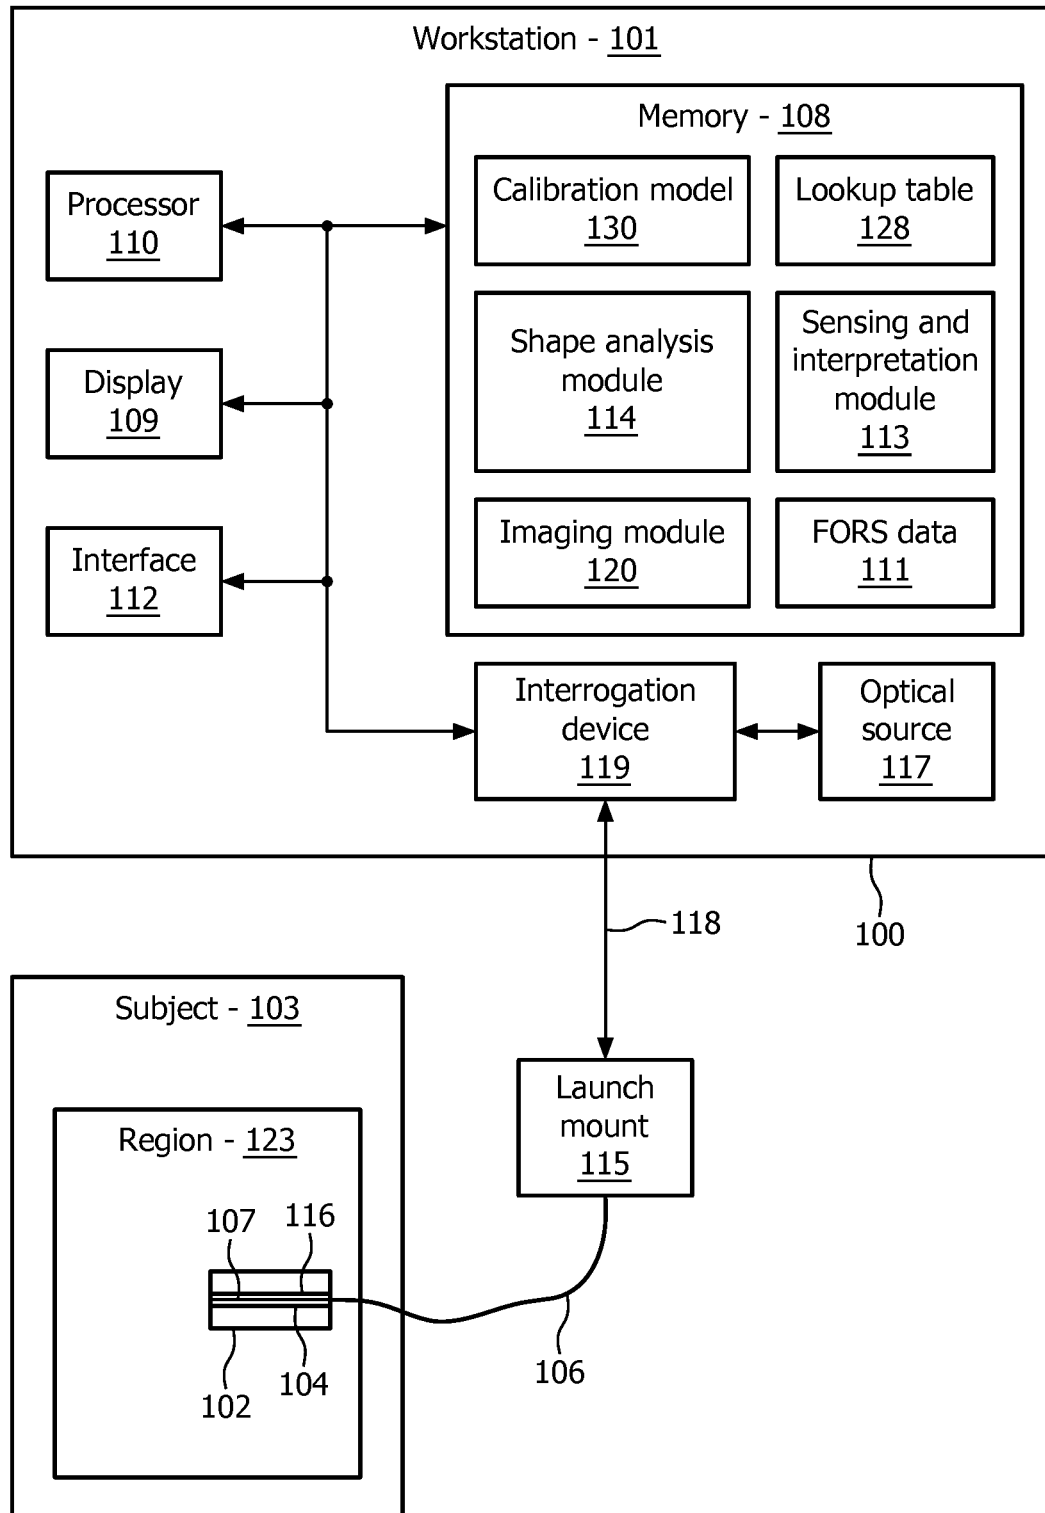 Workstation - 101
Memory - 108
Calibration model
130
Lookup table
128
Processor
110
Shape analysis
module
114
Sensing and
interpretation
module
113
Display
109
Imaging module
120
FORS data
111
Interface
112
Interrogation
device
119
Optical
source
117
118
100
Subject - 103
Launch
mount
115
Region - 123
107
116
106
104
102